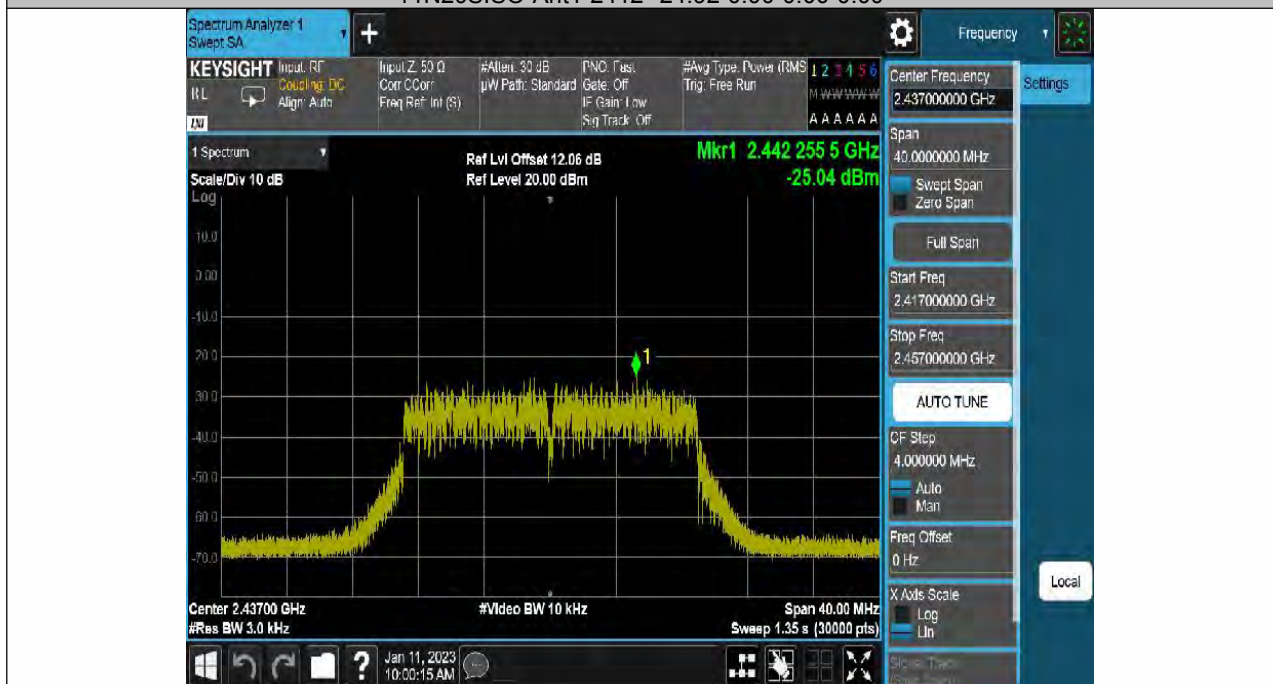 Spectrum Analyzer 1
Swept SA
+
Frequency
KEYSIGHT
Input: RF
Coupling: DC
Align: Auto
Input Z: 50 Ω
Corr CCorr
Freq Ref: Int (S)
#Atten: 30 dB
µW Path: Standard
PNO: Fast
Gate: Off
IF Gain: Low
Sig Track: Off
#Avg Type: Power (RMS
Trig: Free Run
1 2 3 4 5 6
M W W W W W
A A A A A A
Center Frequency
2.437000000 GHz
Settings
Span
40.0000000 MHz
Swept Span
Zero Span
Full Span
Start Freq
2.417000000 GHz
Stop Freq
2.457000000 GHz
AUTO TUNE
CF Step
4.000000 MHz
Auto
Man
Freq Offset
0 Hz
X Axis Scale
Log
Lin
Local
1 Spectrum
Scale/Div 10 dB
Log
Ref Lvl Offset 12.06 dB
Ref Level 20.00 dBm
Mkr1 2.442 255 5 GHz
-25.04 dBm
10.0
0.00
-10.0
-20.0
-30.0
-40.0
-50.0
-60.0
-70.0
1
Center 2.43700 GHz
#Res BW 3.0 kHz
#Video BW 10 kHz
Span 40.00 MHz
Sweep 1.35 s (30000 pts)
?
Jan 11, 2023
10:00:15 AM